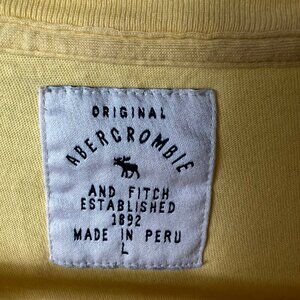 ORIGINAL
ABERCROMBIE
AND FITCH
ESTABLISHED
1892
MADE IN PERU
L